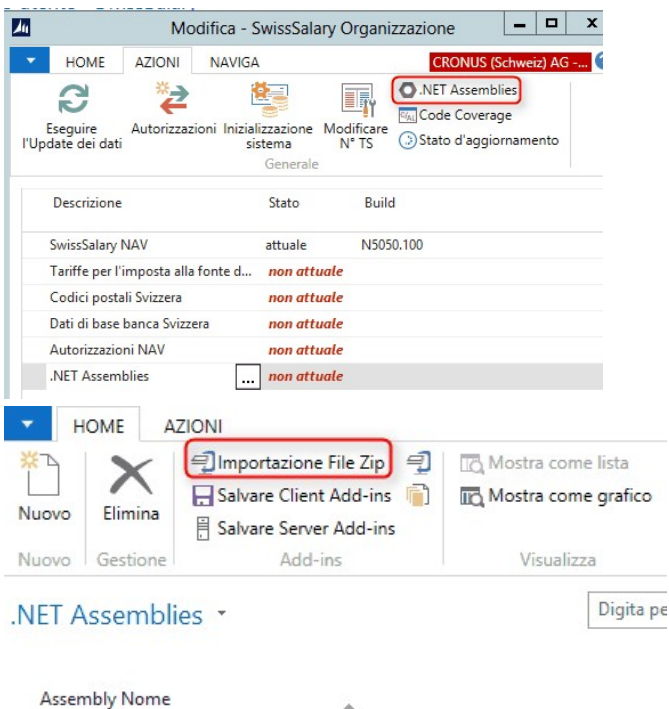 Modifica - SwissSalary Organizzazione
HOME AZIONI NAVIGA CRONUS (Schweiz) AG -...
.NET Assemblies
Code Coverage
Stato d'aggiornamento
Eseguire l'Update dei dati
Autorizzazioni
Inizializzazione sistema
Modificare N° TS
Generale
Descrizione Stato Build
SwissSalary NAV attuale N5050.100
Tariffe per l'imposta alla fonte d... non attuale
Codici postali Svizzera non attuale
Dati di base banca Svizzera non attuale
Autorizzazioni NAV non attuale
.NET Assemblies ... non attuale
HOME AZIONI
Nuovo
Elimina
Importazione File Zip
Salvare Client Add-ins
Salvare Server Add-ins
Mostra come lista
Mostra come grafico
Nuovo Gestione Add-ins Visualizza
.NET Assemblies
Digita pe
Assembly Nome